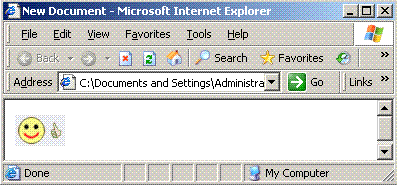 New Document - Microsoft Internet Explorer
File Edit View Favorites Tools Help
Back Search Favorites »
Address C:\Documents and Settings\Administra Go Links »
Done My Computer